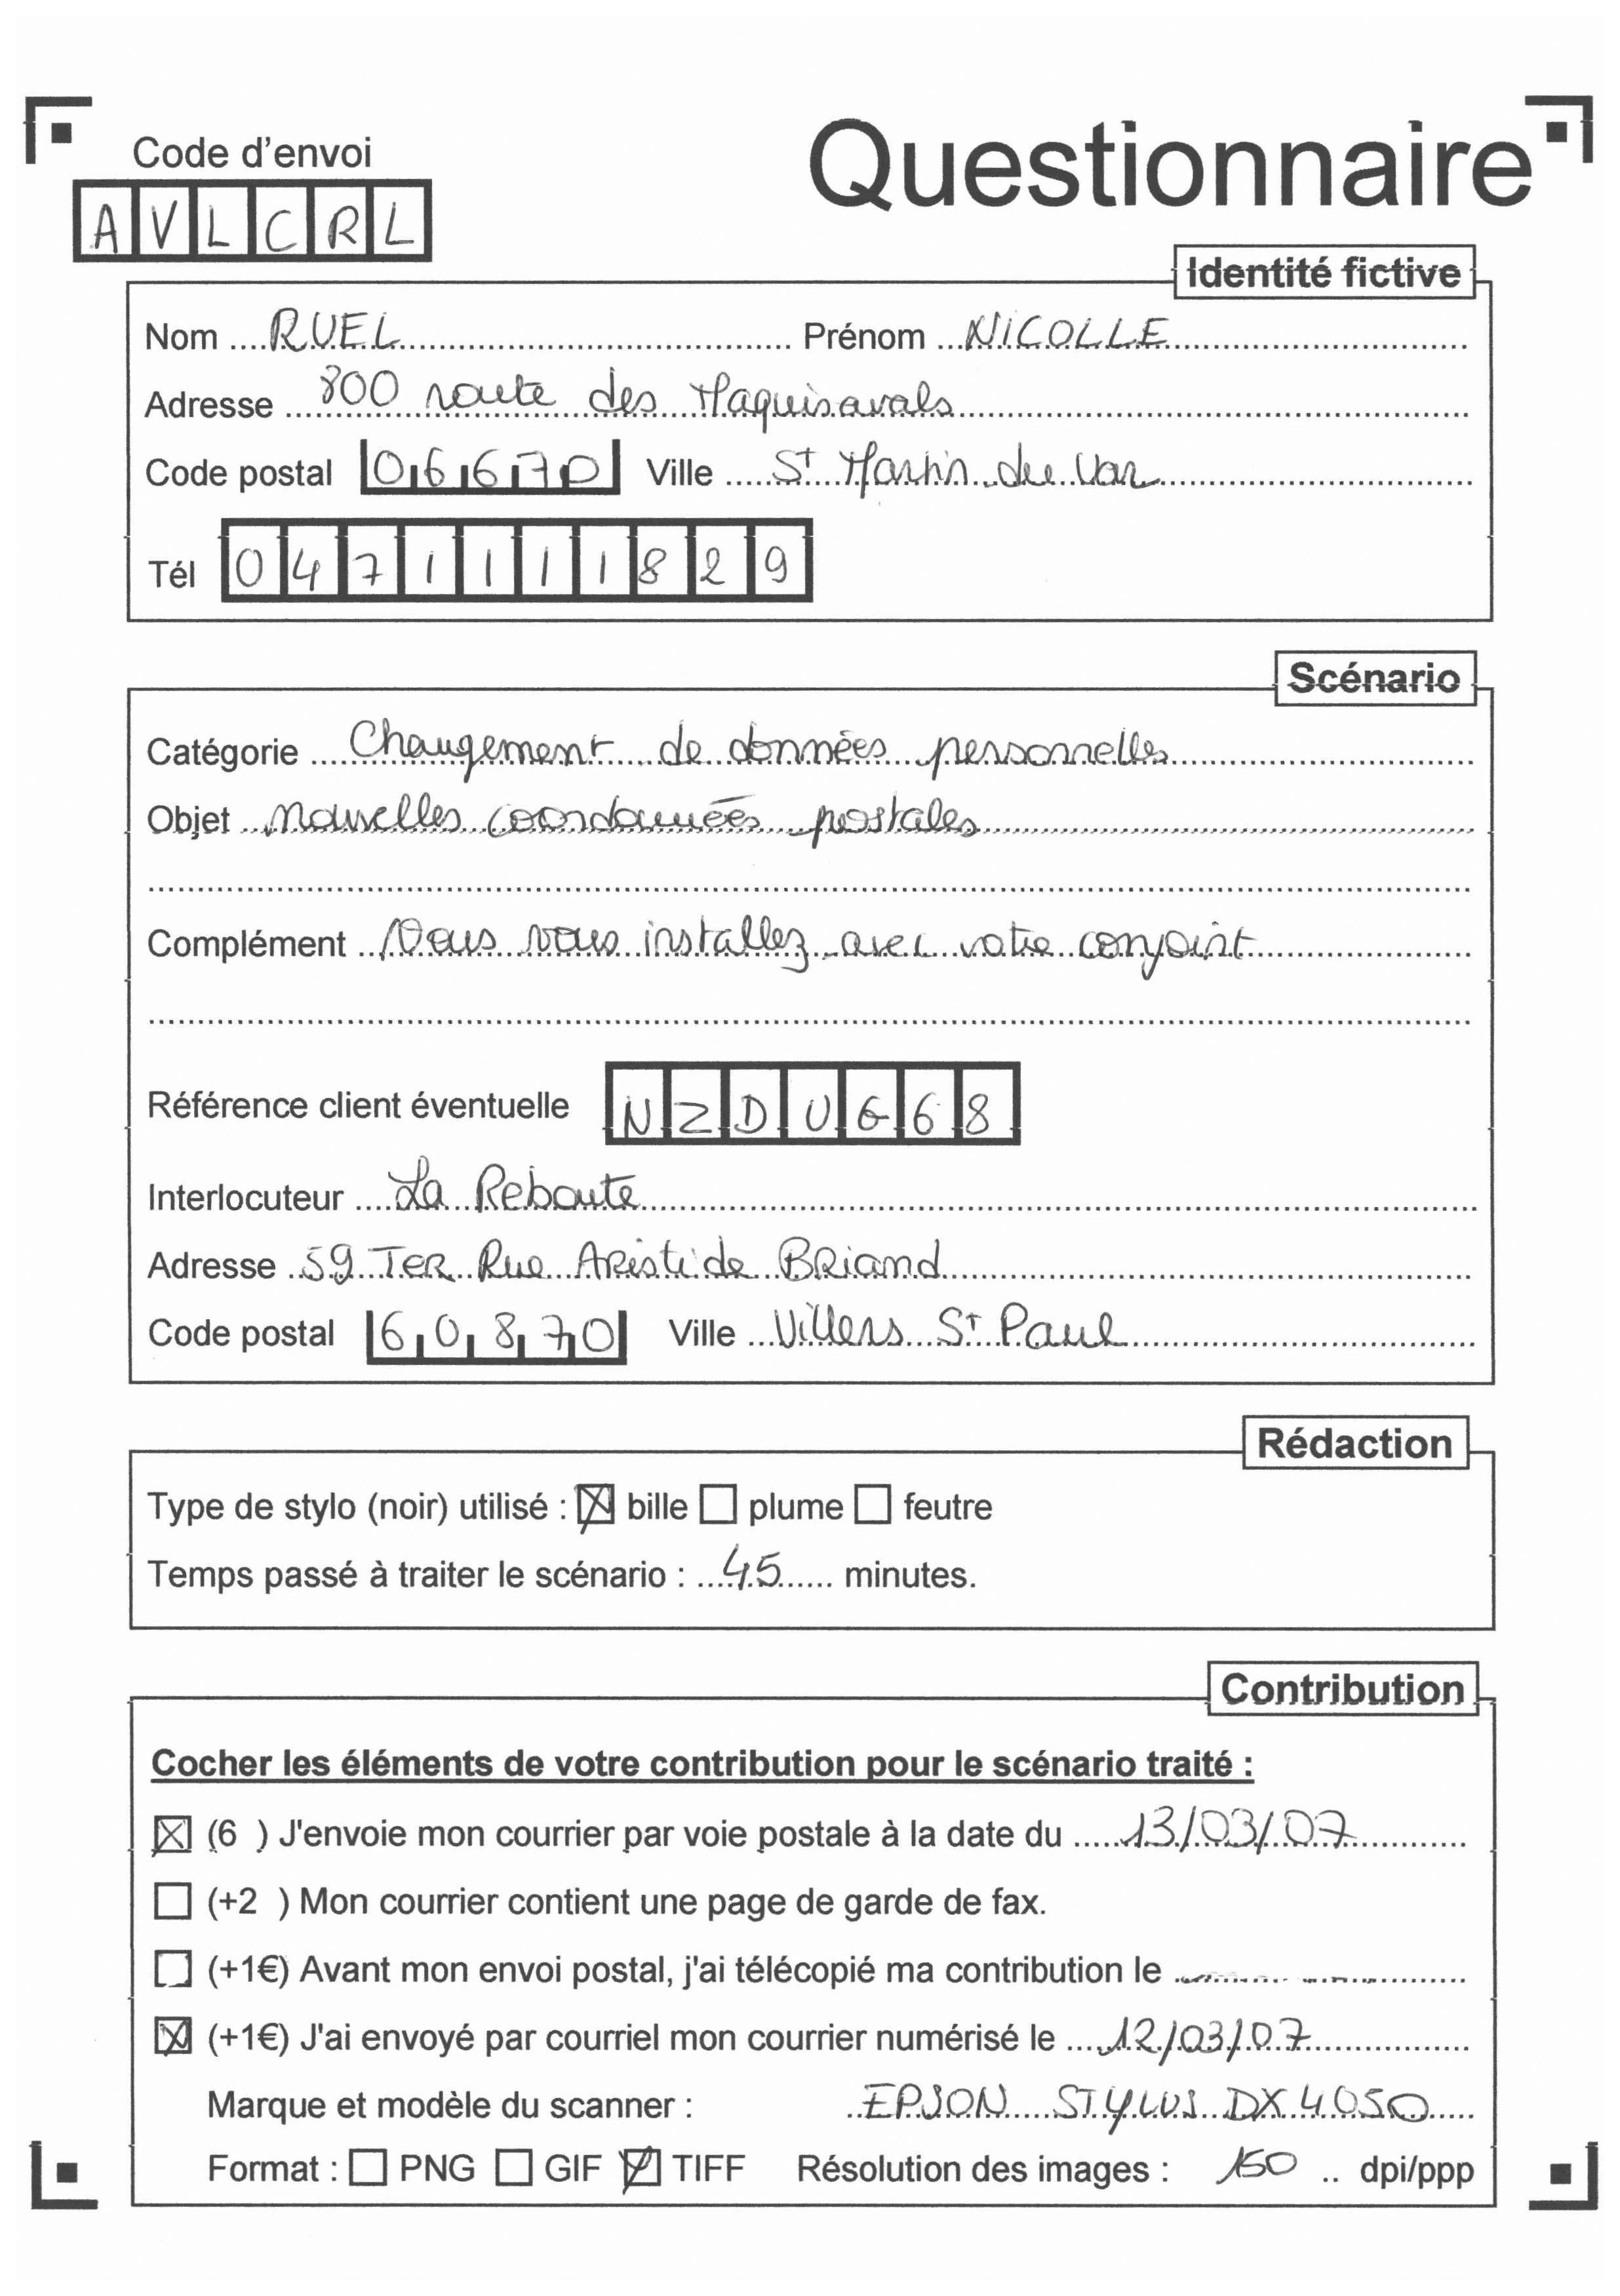 Questionnaire
Code d'envoi
AVLCRL
Identité fictive
Nom RUEL Prénom NICOLLE
Adresse 800 route des Maquisavals
Code postal 06670 Ville St Martin du Var
Tél 0471111829
Scénario
Catégorie Changement de données personnelles
Objet Nouvelles coordonnées postales
Complément Vous vous installez avec votre conjoint
Référence client éventuelle NZDUG68
Interlocuteur La Reboute
Adresse 59 TER Rue Aristide Briand
Code postal 60870 Ville Villers St Paul
Rédaction
Type de stylo (noir) utilisé : ☒ bille ☐ plume ☐ feutre
Temps passé à traiter le scénario : 45 minutes.
Contribution
Cocher les éléments de votre contribution pour le scénario traité :
☒ (6 ) J'envoie mon courrier par voie postale à la date du 13/03/07
☐ (+2 ) Mon courrier contient une page de garde de fax.
☐ (+1€) Avant mon envoi postal, j'ai télécopié ma contribution le
☒ (+1€) J'ai envoyé par courriel mon courrier numérisé le 12/03/07
Marque et modèle du scanner : EPSON STYLUS DX4050
Format : ☐ PNG ☐ GIF ☒ TIFF Résolution des images : 150 dpi/ppp